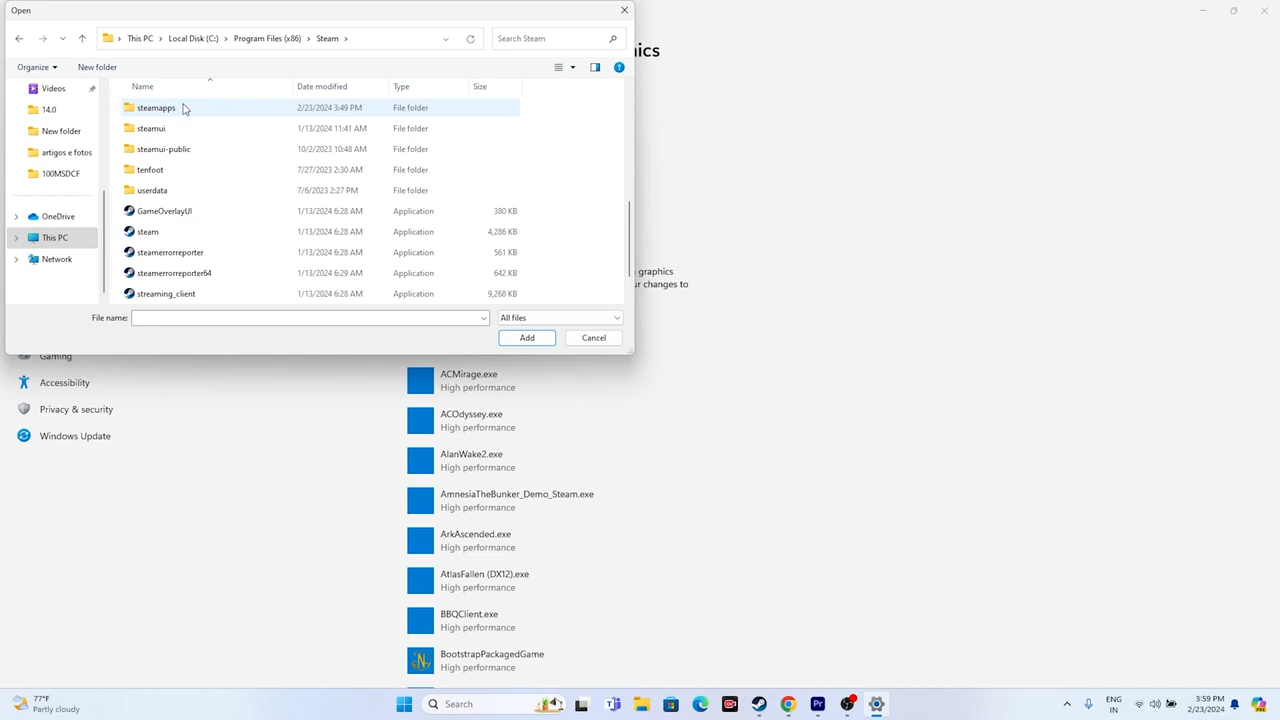 Open
This PC > Local Disk (C:) > Program Files (x86) > Steam >
Search Steam
Organize
New folder
Name
Date modified
Type
Size
Videos
14.0
New folder
artigos e fotos
100MSDCF
OneDrive
This PC
Network
steamapps 2/23/2024 3:49 PM File folder
steamui 1/13/2024 11:41 AM File folder
steamui-public 10/2/2023 10:48 AM File folder
tenfoot 7/27/2023 2:30 AM File folder
userdata 7/6/2023 2:27 PM File folder
GameOverlayUI 1/13/2024 6:28 AM Application 380 KB
steam 1/13/2024 6:28 AM Application 4,286 KB
steamerrorreporter 1/13/2024 6:28 AM Application 561 KB
steamerrorreporter64 1/13/2024 6:29 AM Application 642 KB
streaming_client 1/13/2024 6:28 AM Application 9,268 KB
File name:
All files
Add
Cancel
ics
graphics
ur changes to
Gaming
Accessibility
Privacy & security
Windows Update
ACMirage.exe
High performance
ACOdyssey.exe
High performance
AlanWake2.exe
High performance
AmnesiaTheBunker_Demo_Steam.exe
High performance
ArkAscended.exe
High performance
AtlasFallen (DX12).exe
High performance
BBQClient.exe
High performance
BootstrapPackagedGame
High performance
77°F
Partly cloudy
Search
ENG
IN
3:59 PM
2/23/2024